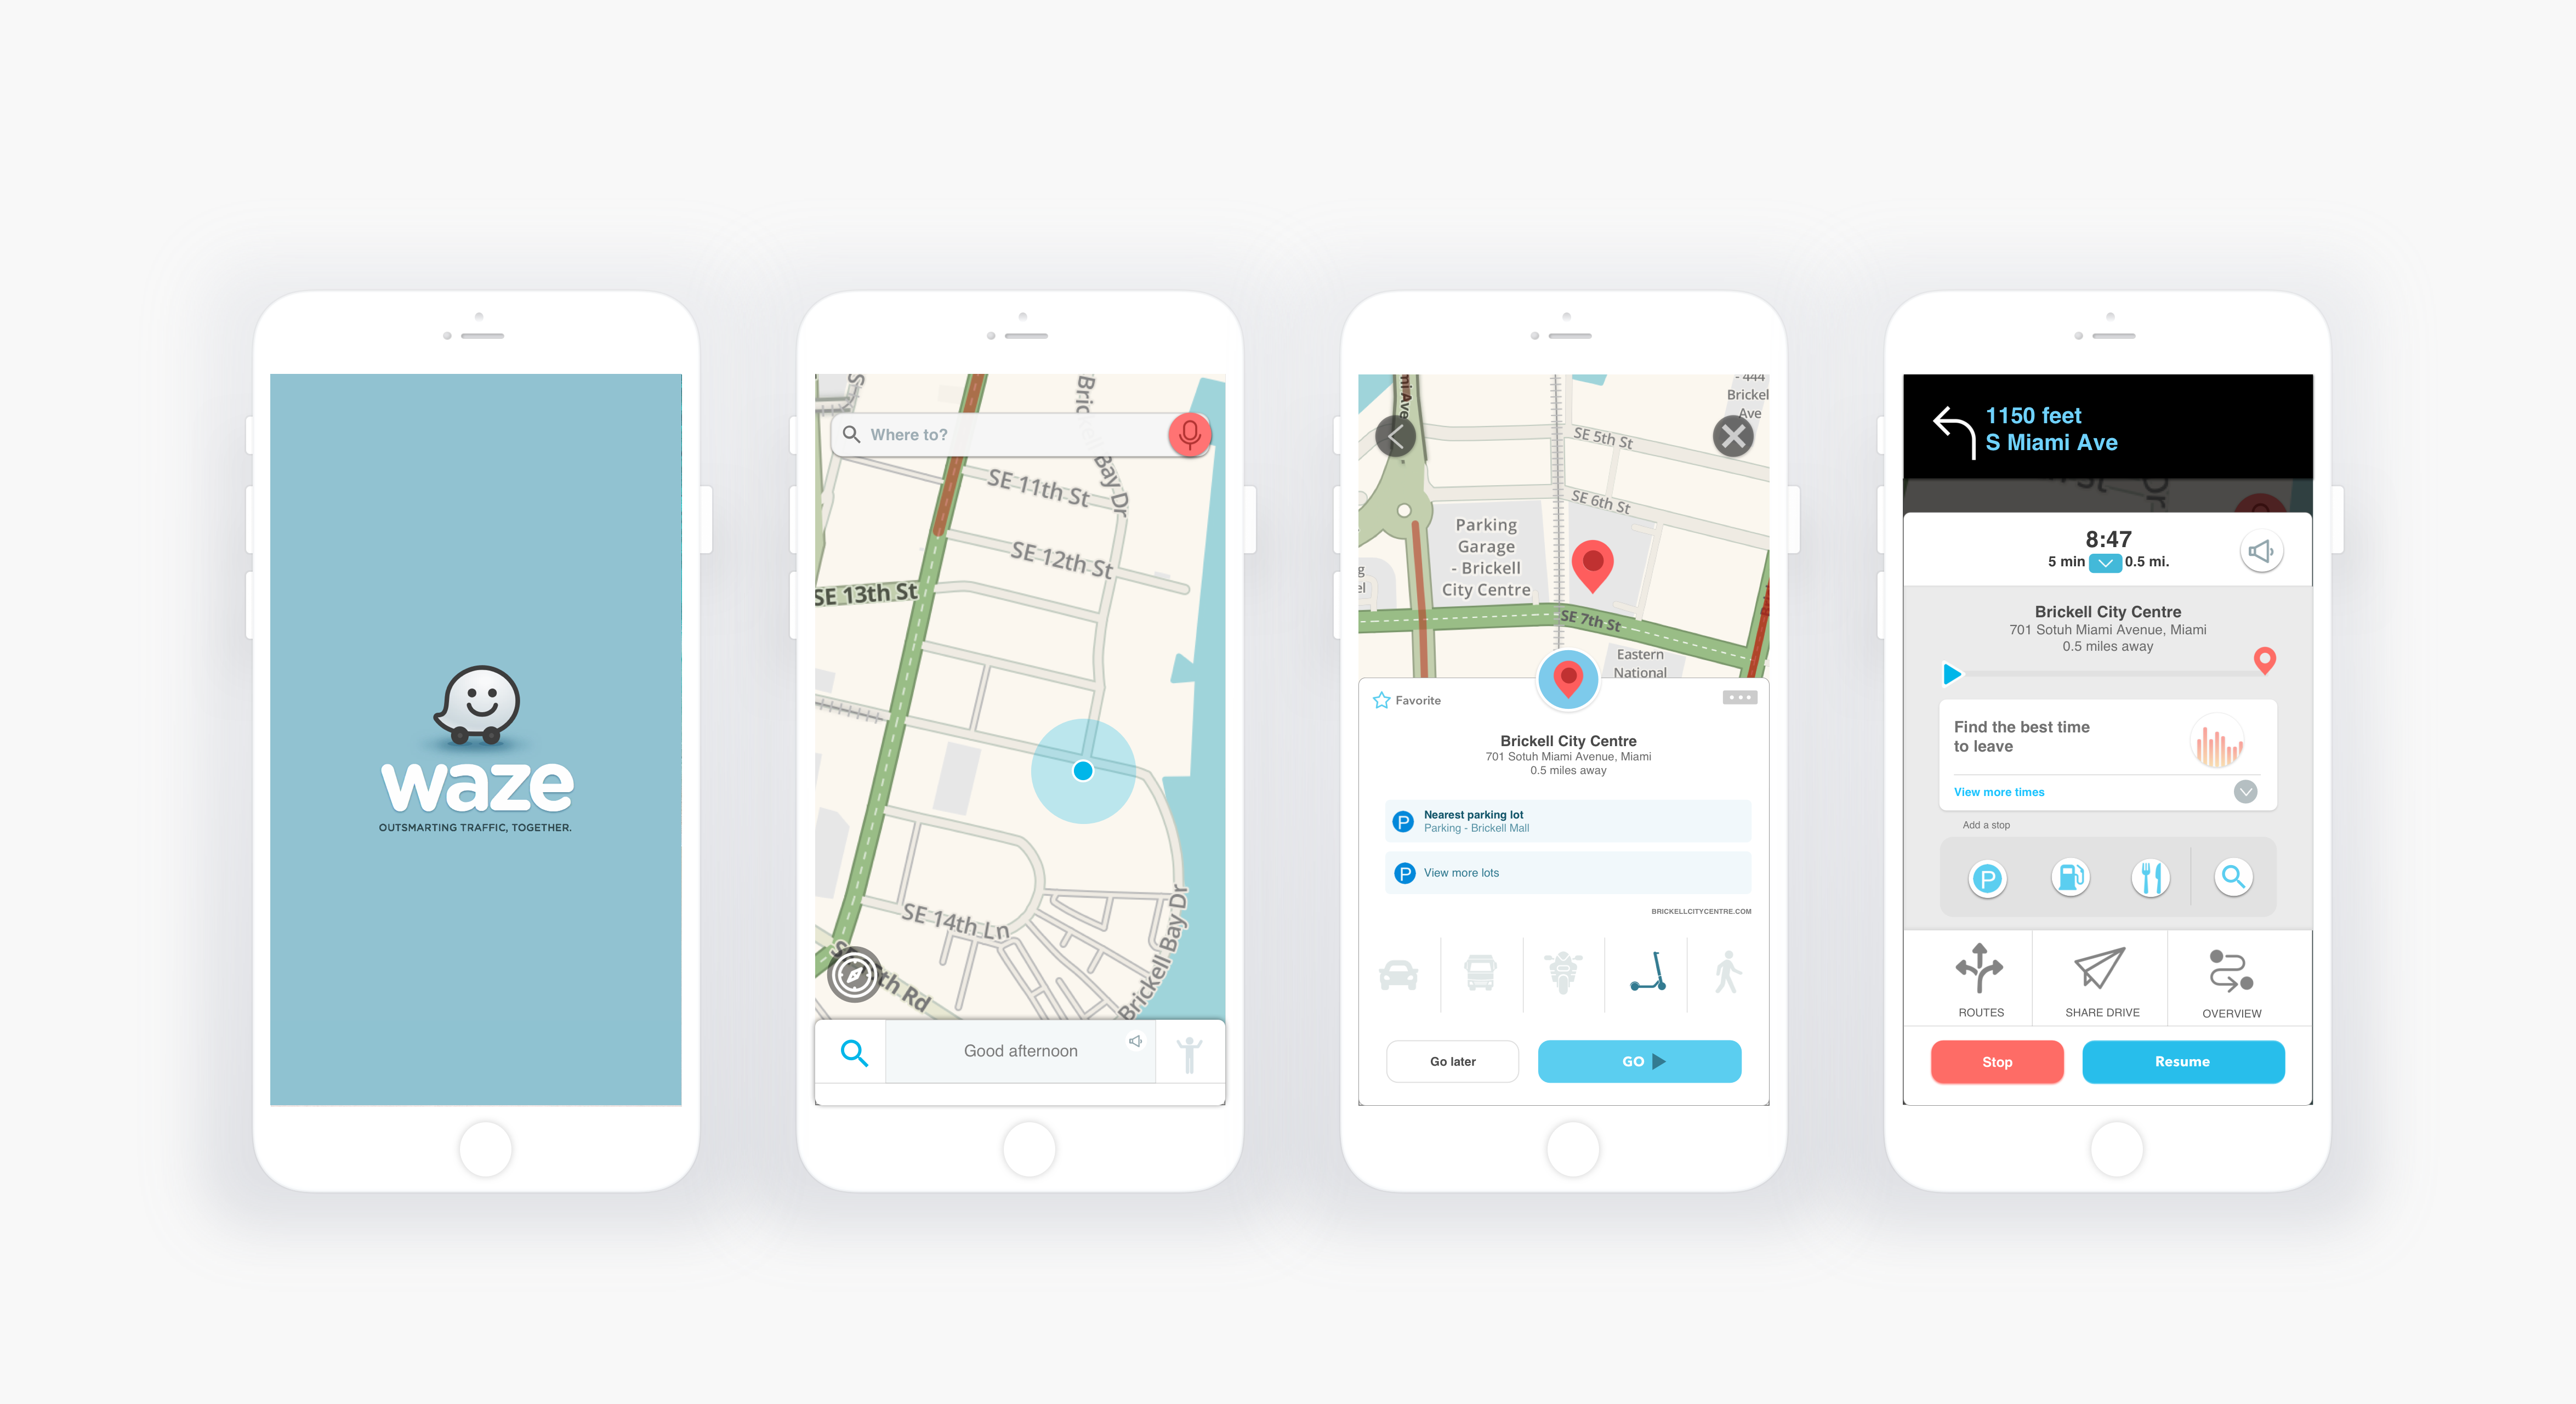 waze
OUTSMARTING TRAFFIC, TOGETHER.
Brickell Bay Dr
Where to?
SE 11th St
SE 12th St
SE 13th St
SE 14th Ln
th Rd
Brickell Bay Dr
Good afternoon
mi Ave
- 444
Brickel
Ave
SE 5th St
SE 6th St
Parking
Garage
- Brickell
City Centre
g
el
SE 7th St
Eastern
National
Favorite
Brickell City Centre
701 Sotuh Miami Avenue, Miami
0.5 miles away
P
Nearest parking lot
Parking - Brickell Mall
P
View more lots
BRICKELLCITYCENTRE.COM
Go later
GO
1150 feet
S Miami Ave
8:47
5 min
0.5 mi.
Brickell City Centre
701 Sotuh Miami Avenue, Miami
0.5 miles away
Find the best time
to leave
View more times
Add a stop
P
ROUTES
SHARE DRIVE
OVERVIEW
Stop
Resume